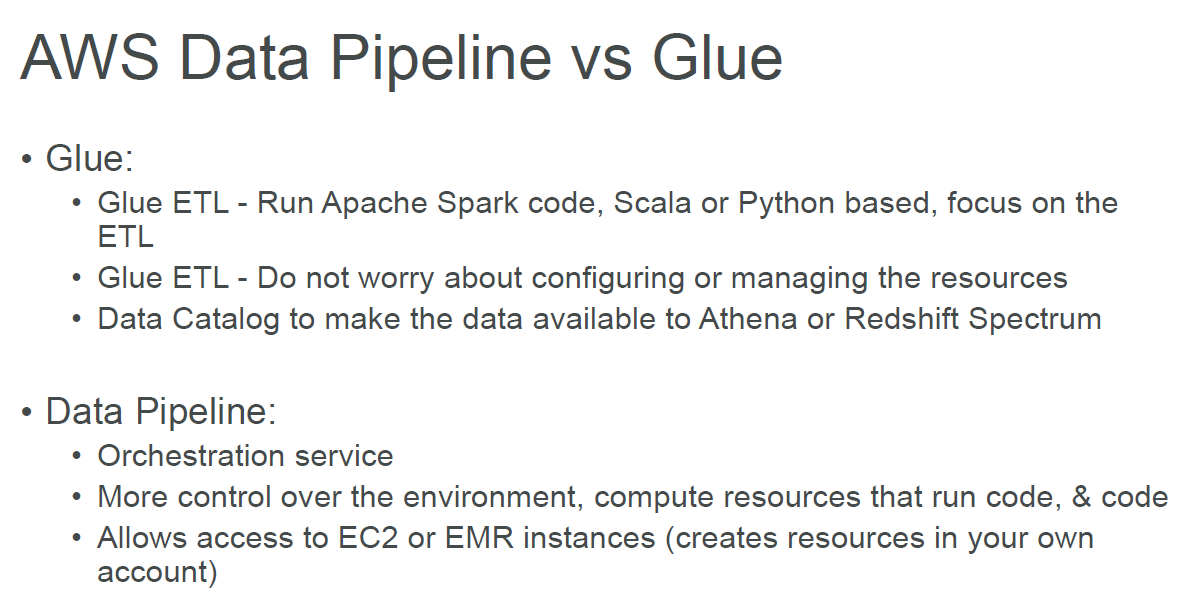 AWS Data Pipeline vs Glue
• Glue:
• Glue ETL - Run Apache Spark code, Scala or Python based, focus on the
ETL
• Glue ETL - Do not worry about configuring or managing the resources
• Data Catalog to make the data available to Athena or Redshift Spectrum
• Data Pipeline:
• Orchestration service
• More control over the environment, compute resources that run code, & code
• Allows access to EC2 or EMR instances (creates resources in your own
account)